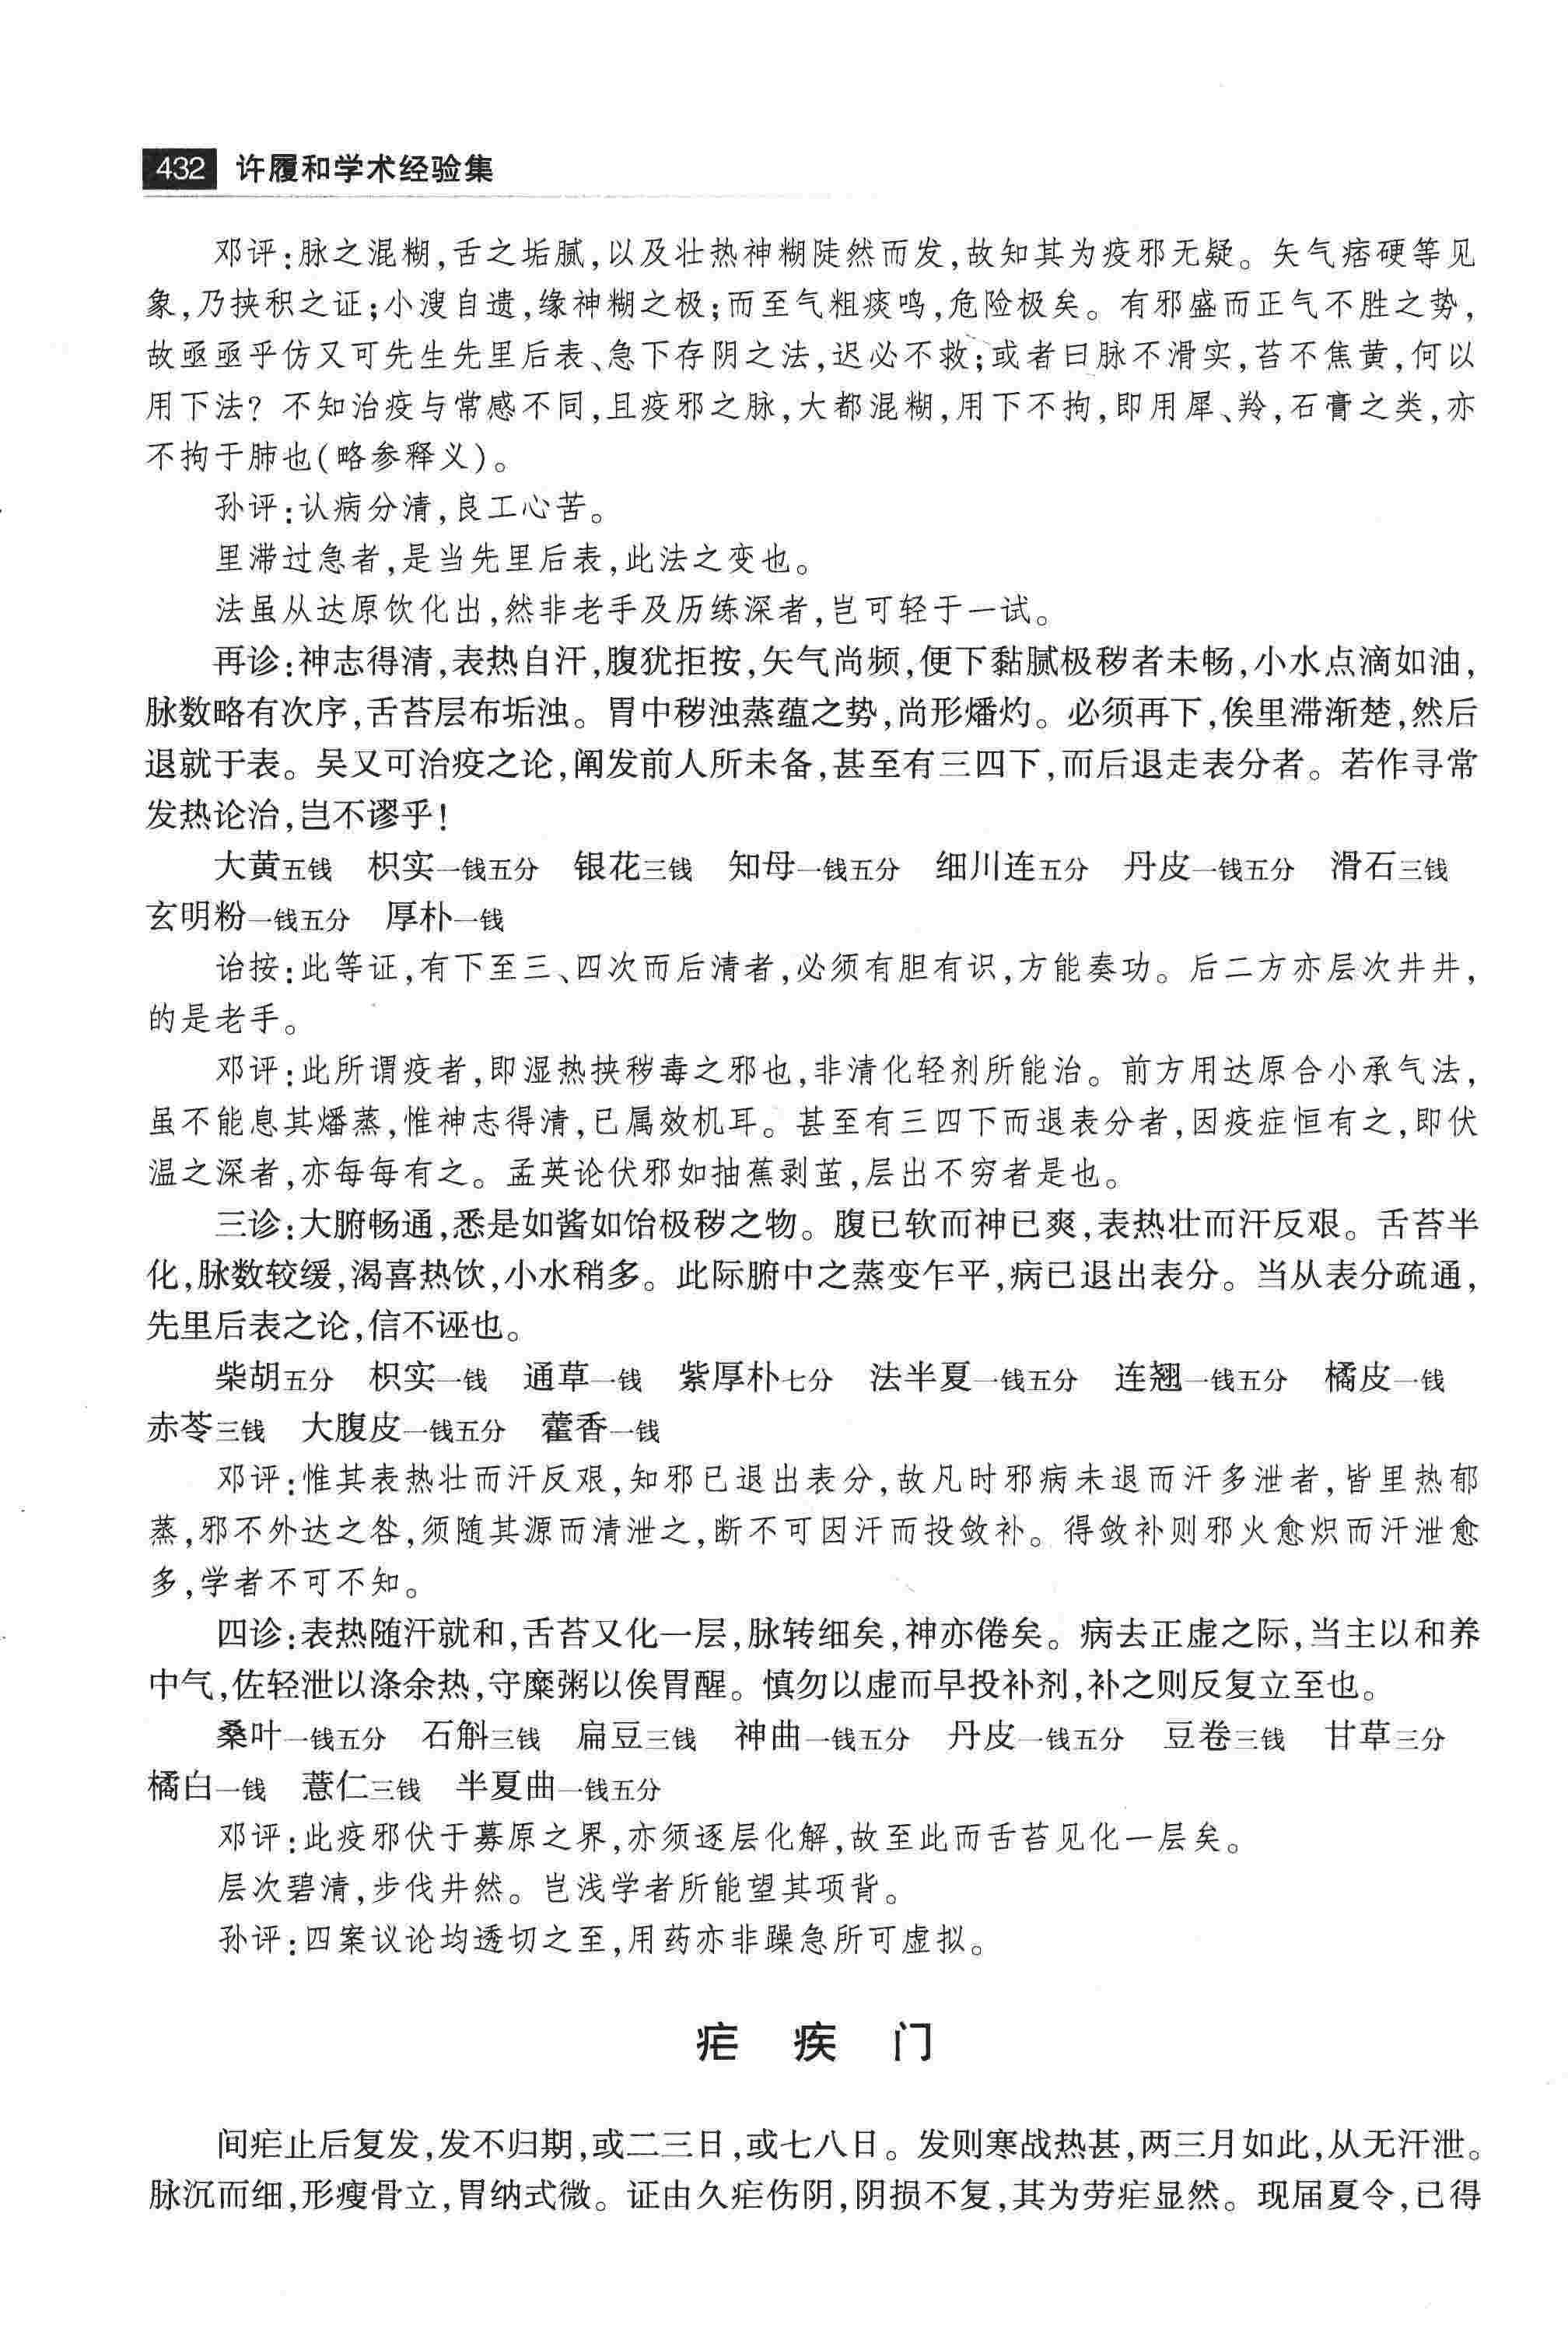 432 许履和学术经验集
邓评:脉之混糊,舌之垢腻,以及壮热神糊陡然而发,故知其为疫邪无疑。矢气痞硬等见
象,乃挟积之证;小溲自遗,缘神糊之极;而至气粗痰鸣,危险极矣。有邪盛而正气不胜之势,
故亟亟乎仿又可先生先里后表、急下存阴之法,迟必不救;或者曰脉不滑实,苔不焦黄,何以
用下法?不知治疫与常感不同,且疫邪之脉,大都混糊,用下不拘,即用犀、羚,石膏之类,亦
不拘于肺也(略参释义)。
孙评:认病分清,良工心苦。
里滞过急者,是当先里后表,此法之变也。
法虽从达原饮化出,然非老手及历练深者,岂可轻于一试。
再诊:神志得清,表热自汗,腹犹拒按,矢气尚频,便下黏腻极秽者未畅,小水点滴如油,
脉数略有次序,舌苔层布垢浊。胃中秽浊蒸蕴之势,尚形燔灼。必须再下,俟里滞渐楚,然后
退就于表。吴又可治疫之论,阐发前人所未备,甚至有三四下,而后退走表分者。若作寻常
发热论治,岂不谬乎!
大黄五钱 枳实一钱五分 银花三钱 知母一钱五分 细川连五分 丹皮一钱五分 滑石三钱
玄明粉一钱五分 厚朴一钱
诒按:此等证,有下至三、四次而后清者,必须有胆有识,方能奏功。后二方亦层次井井,
的是老手。
邓评:此所谓疫者,即湿热挟秽毒之邪也,非清化轻剂所能治。前方用达原合小承气法,
虽不能息其燔蒸,惟神志得清,已属效机耳。甚至有三四下而退表分者,因疫症恒有之,即伏
温之深者,亦每每有之。孟英论伏邪如抽蕉剥茧,层出不穷者是也。
三诊:大腑畅通,悉是如酱如饴极秽之物。腹已软而神已爽,表热壮而汗反艰。舌苔半
化,脉数较缓,渴喜热饮,小水稍多。此际腑中之蒸变乍平,病已退出表分。当从表分疏通,
先里后表之论,信不诬也。
柴胡五分 枳实一钱 通草一钱 紫厚朴七分 法半夏一钱五分 连翘一钱五分 橘皮一钱
赤苓三钱 大腹皮一钱五分 藿香一钱
邓评:惟其表热壮而汗反艰,知邪已退出表分,故凡时邪病未退而汗多泄者,皆里热郁
蒸,邪不外达之咎,须随其源而清泄之,断不可因汗而投敛补。得敛补则邪火愈炽而汗泄愈
多,学者不可不知。
四诊:表热随汗就和,舌苔又化一层,脉转细矣,神亦倦矣。病去正虚之际,当主以和养
中气,佐轻泄以涤余热,守糜粥以俟胃醒。慎勿以虚而早投补剂,补之则反复立至也。
桑叶一钱五分 石斛三钱 扁豆三钱 神曲一钱五分 丹皮一钱五分 豆卷三钱 甘草三分
橘白一钱 薏仁三钱 半夏曲一钱五分
邓评:此疫邪伏于募原之界,亦须逐层化解,故至此而舌苔见化一层矣。
层次碧清,步伐井然。岂浅学者所能望其项背。
孙评:四案议论均透切之至,用药亦非躁急所可虚拟。
疟疾门
间疟止后复发,发不归期,或二三日,或七八日。发则寒战热甚,两三月如此,从无汗泄。
脉沉而细,形瘦骨立,胃纳式微。证由久疟伤阴,阴损不复,其为劳疟显然。现届夏令,已得